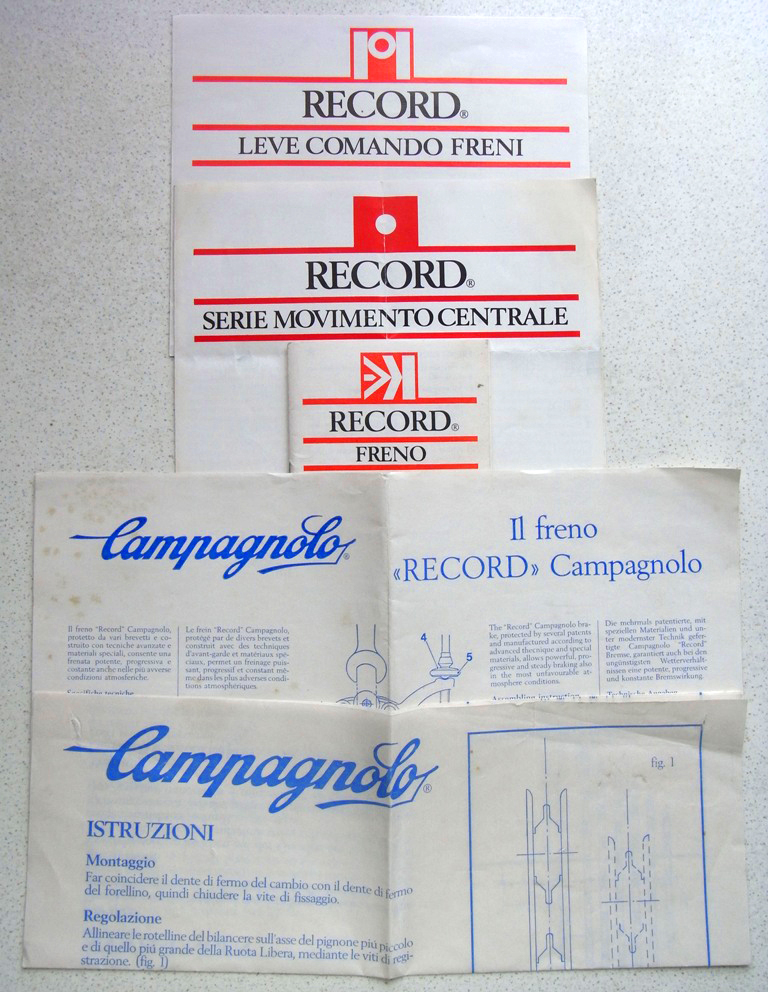 RECORD®
LEVE COMANDO FRENI
RECORD®
SERIE MOVIMENTO CENTRALE
RECORD®
FRENO
Campagnolo®
Il freno
«RECORD» Campagnolo
Il freno "Record" Campagnolo,
protetto da vari brevetti e co-
struito con tecniche avanzate e
materiali speciali, consente una
frenata potente, progressiva e
costante anche nelle più avverse
condizioni atmosferiche.
Specifiche tecniche
Le frein "Record" Campagnolo,
protégé par de divers brevets et
construit avec des techniques
d'avant-garde et matériaux spé-
ciaux, permet un freinage puis-
sant, progressif et constant mê-
me dans les plus adverses condi-
tions atmosphériques.
4
5
The "Record" Campagnolo bra-
ke, protected by several patents
and manufactured according to
advanced thecnique and special
materials, allows powerful, pro-
gressive and steady braking also
in the most unfavourable at-
mosphere conditions.
Assembling instruction
Die mehrmals patentierte, mit
speziellen Materialien und un-
ter modernster Technik gefer-
tigte Campagnolo "Record"
Bremse, garantiert auch bei den
ungünstigsten Wetterverhält-
nissen eine potente, progressive
und konstante Bremswirkung.
Technische Angaben
Campagnolo®
fig. 1
ISTRUZIONI
Montaggio
Far coincidere il dente di fermo del cambio con il dente di fermo
del forellino, quindi chiudere la vite di fissaggio.
Regolazione
Allineare le rotelline del bilancere sull'asse del pignone più piccolo
e di quello più grande della Ruota Libera, mediante le viti di regi-
strazione. (fig. 1)